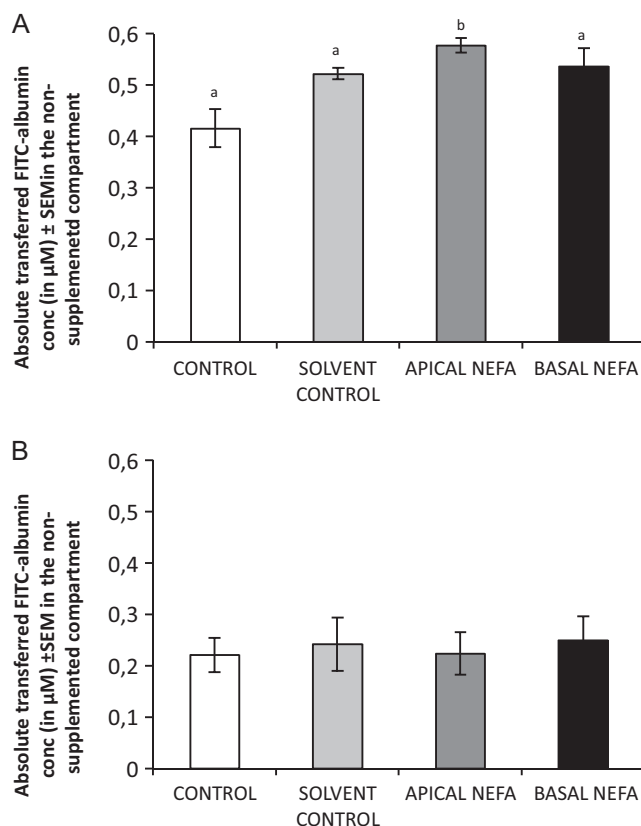 A
Absolute transferred FITC-albumin
conc (in µM) ± SEMin the non-
supplemenetd compartment
0,6
0,5
0,4
0,3
0,2
0,1
0
a
a
b
a
CONTROL
SOLVENT
CONTROL
APICAL NEFA
BASAL NEFA
B
Absolute transferred FITC-albumin
conc (in µM) ±SEM in the non-
supplemented compartment
0,6
0,5
0,4
0,3
0,2
0,1
0
CONTROL
SOLVENT
CONTROL
APICAL NEFA
BASAL NEFA